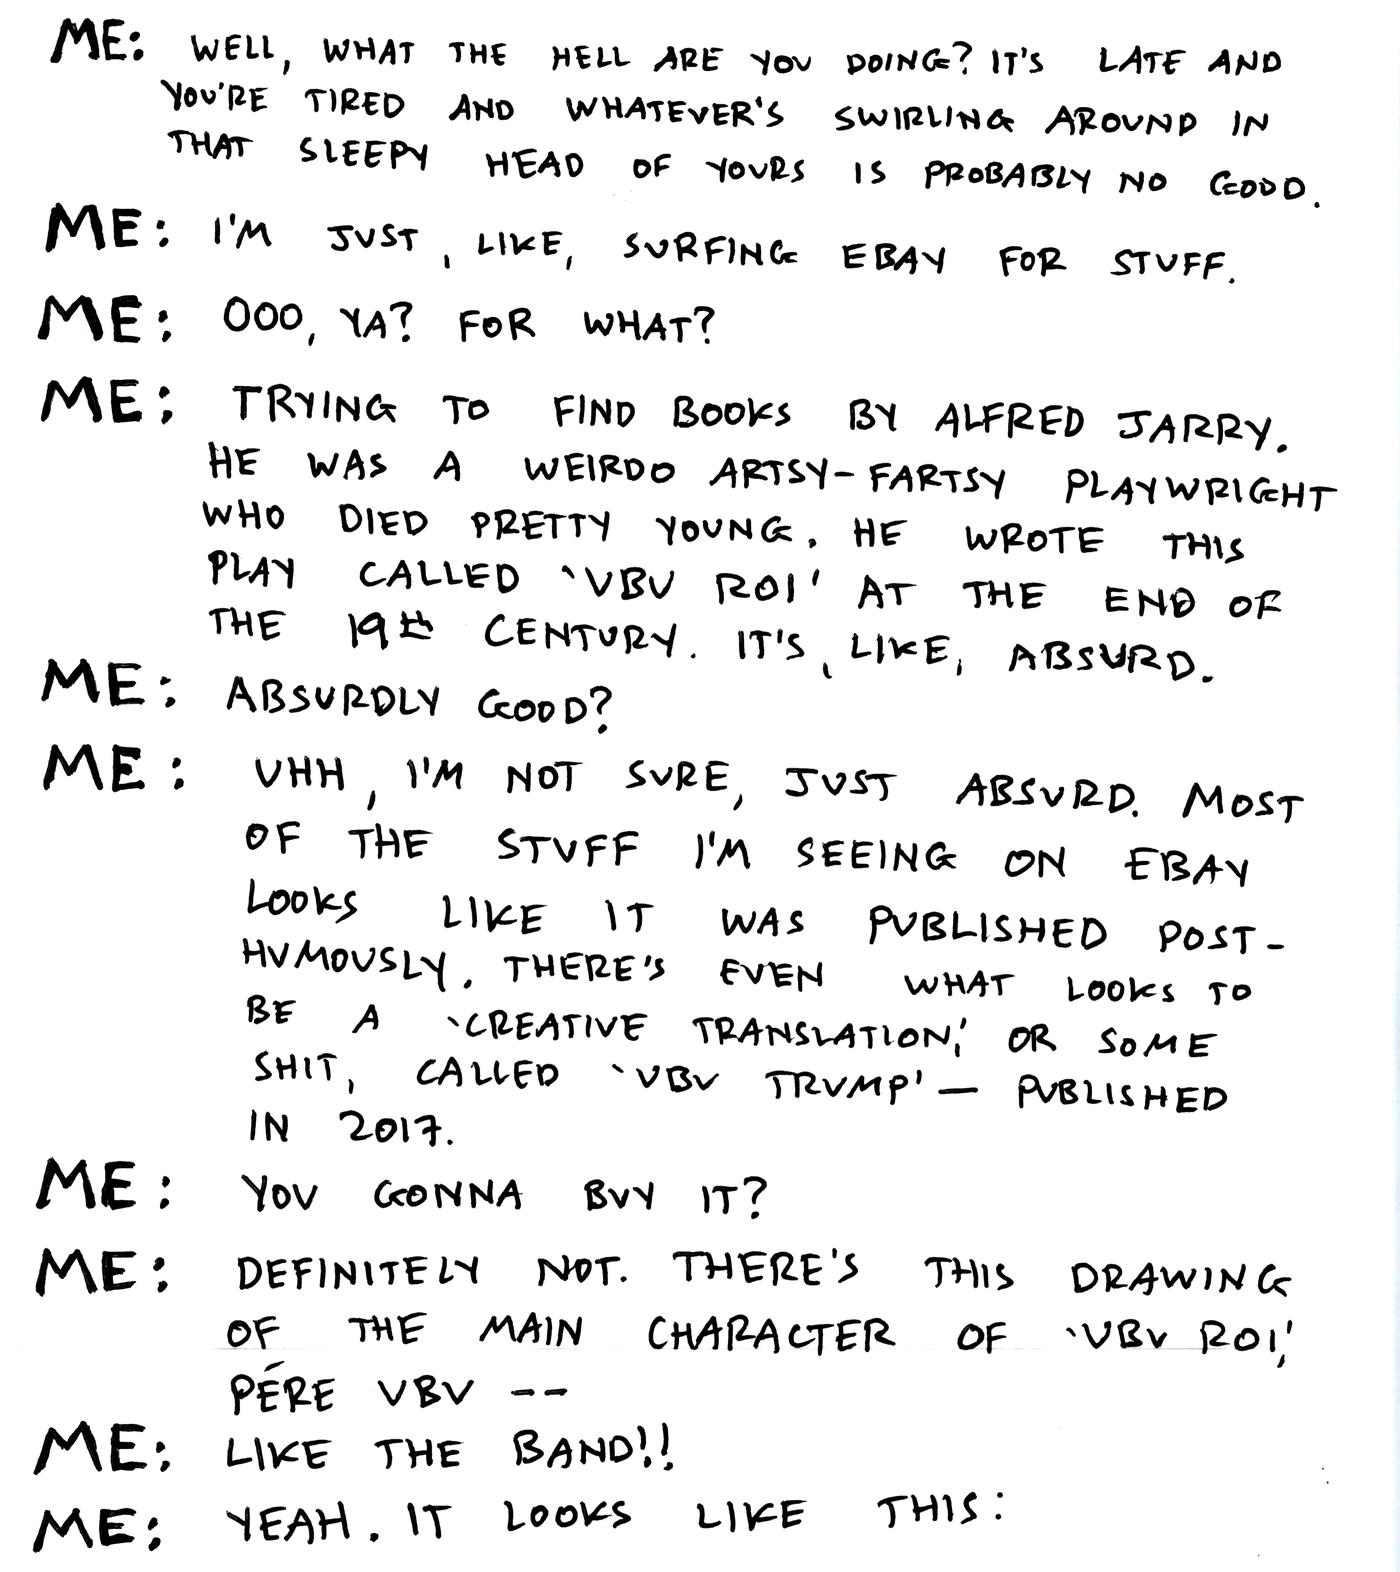 ME: WELL, WHAT THE HELL ARE YOU DOING? IT'S LATE AND
YOU'RE TIRED AND WHATEVER'S SWIRLING AROUND IN
THAT SLEEPY HEAD OF YOURS IS PROBABLY NO GOOD.
ME: I'M JUST, LIKE, SURFING EBAY FOR STUFF.
ME: OOO, YA? FOR WHAT?
ME: TRYING TO FIND BOOKS BY ALFRED JARRY.
HE WAS A WEIRDO ARTSY-FARTSY PLAYWRIGHT
WHO DIED PRETTY YOUNG. HE WROTE THIS
PLAY CALLED 'UBU ROI' AT THE END OF
THE 19th CENTURY. IT'S, LIKE, ABSURD.
ME: ABSURDLY GOOD?
ME: UHH, I'M NOT SURE, JUST ABSURD. MOST
OF THE STUFF I'M SEEING ON EBAY
LOOKS LIKE IT WAS PUBLISHED POST-
HUMOUSLY. THERE'S EVEN WHAT LOOKS TO
BE A 'CREATIVE TRANSLATION,' OR SOME
SHIT, CALLED 'UBU TRUMP' — PUBLISHED
IN 2017.
ME: YOU GONNA BUY IT?
ME: DEFINITELY NOT. THERE'S THIS DRAWING
OF THE MAIN CHARACTER OF 'UBU ROI,'
PÉRE UBU --
ME: LIKE THE BAND!!
ME: YEAH. IT LOOKS LIKE THIS: